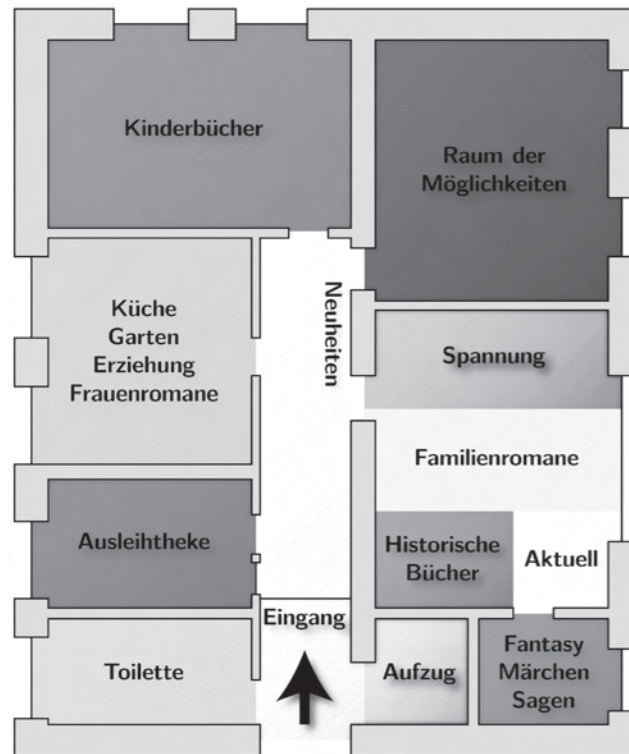 Kinderbücher
Raum der
Möglichkeiten
Küche
Garten
Erziehung
Frauenromane
Neuheiten
Spannung
Familienromane
Ausleihtheke
Historische
Bücher
Aktuell
Eingang
Toilette
Aufzug
Fantasy
Märchen
Sagen